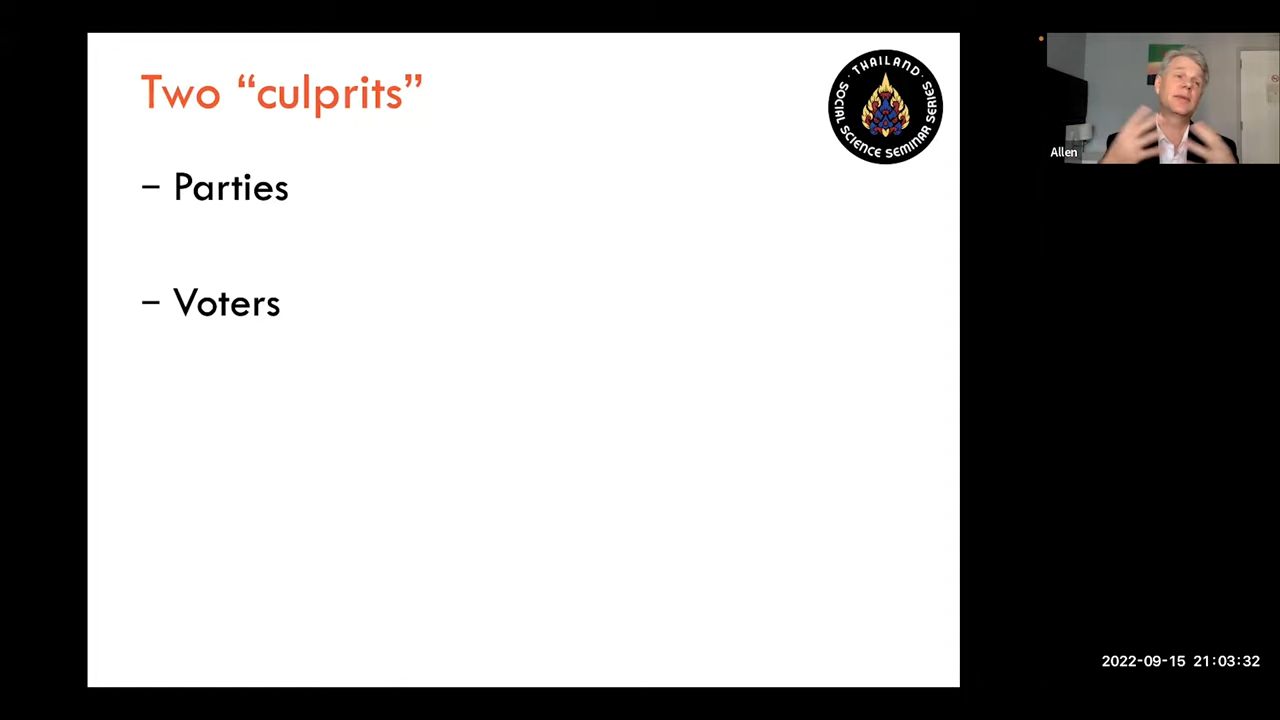 Two “culprits”
– Parties
– Voters
· THAILAND ·
SOCIAL SCIENCE SEMINAR SERIES
Allen
2022-09-15 21:03:32